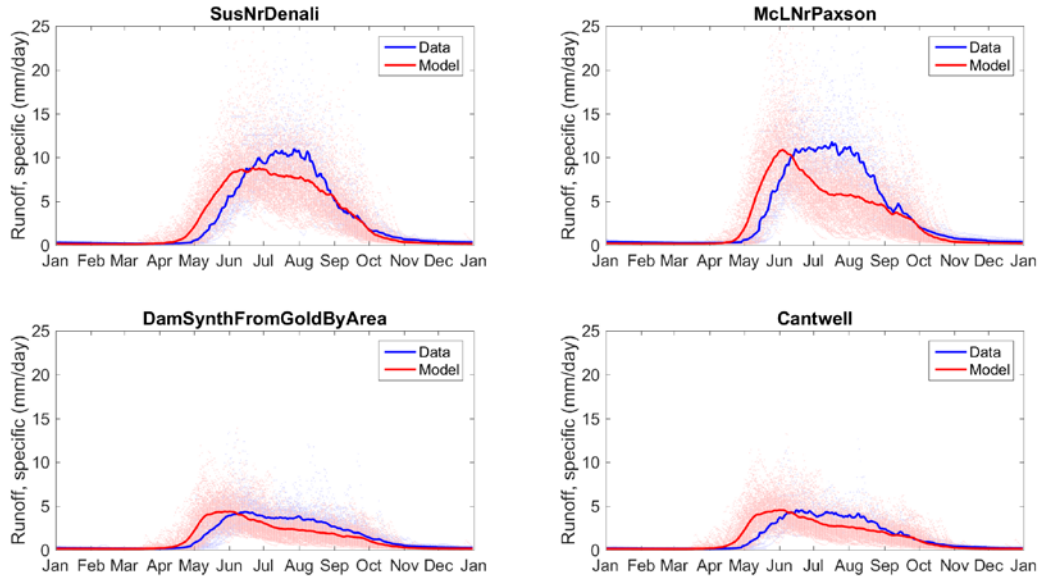 SusNrDenali
Runoff, specific (mm/day)
25
20
15
10
5
0
Data
Model
Jan Feb Mar Apr May Jun Jul Aug Sep Oct Nov Dec Jan
McLNrPaxson
Runoff, specific (mm/day)
25
20
15
10
5
0
Data
Model
Jan Feb Mar Apr May Jun Jul Aug Sep Oct Nov Dec Jan
DamSynthFromGoldByArea
Runoff, specific (mm/day)
25
20
15
10
5
0
Data
Model
Jan Feb Mar Apr May Jun Jul Aug Sep Oct Nov Dec Jan
Cantwell
Runoff, specific (mm/day)
25
20
15
10
5
0
Data
Model
Jan Feb Mar Apr May Jun Jul Aug Sep Oct Nov Dec Jan